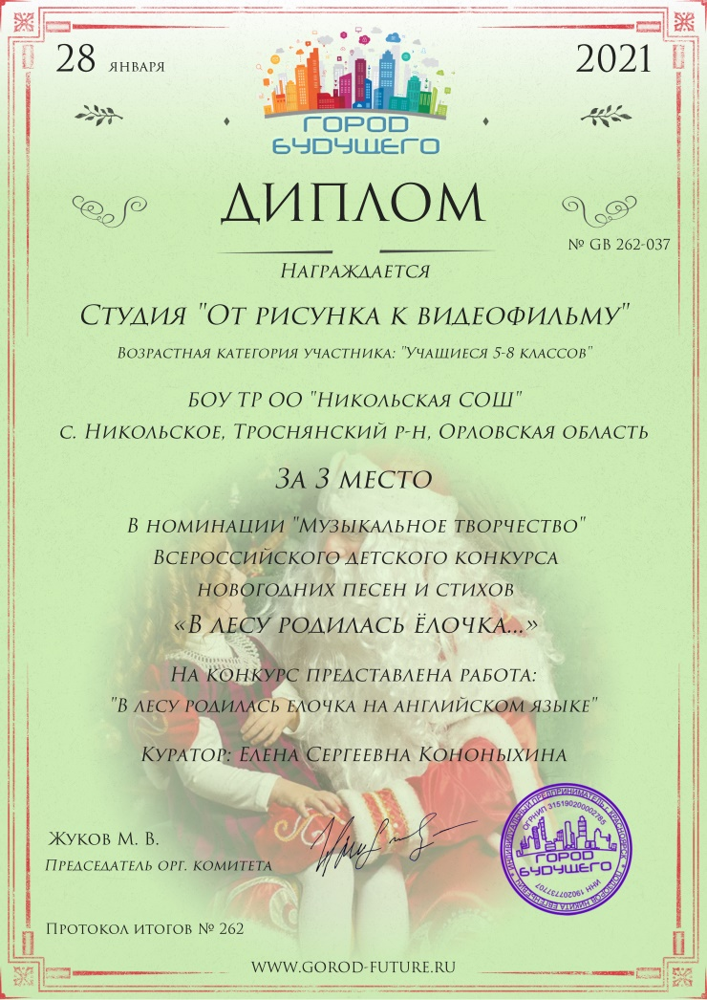 28 ЯНВАРЯ
2021
ГОРОД
БУДУЩЕГО
ДИПЛОМ
№ GB 262-037
НАГРАЖДАЕТСЯ
СТУДИЯ "ОТ РИСУНКА К ВИДЕОФИЛЬМУ"
ВОЗРАСТНАЯ КАТЕГОРИЯ УЧАСТНИКА: "УЧАЩИЕСЯ 5-8 КЛАССОВ"
БОУ ТР ОО "НИКОЛЬСКАЯ СОШ"
С. НИКОЛЬСКОЕ, ТРОСНЯНСКИЙ Р-Н, ОРЛОВСКАЯ ОБЛАСТЬ
ЗА 3 МЕСТО
В НОМИНАЦИИ "МУЗЫКАЛЬНОЕ ТВОРЧЕСТВО"
ВСЕРОССИЙСКОГО ДЕТСКОГО КОНКУРСА
НОВОГОДНИХ ПЕСЕН И СТИХОВ
«В ЛЕСУ РОДИЛАСЬ ЁЛОЧКА...»
НА КОНКУРС ПРЕДСТАВЛЕНА РАБОТА:
"В ЛЕСУ РОДИЛАСЬ ЕЛОЧКА НА АНГЛИЙСКОМ ЯЗЫКЕ"
КУРАТОР: ЕЛЕНА СЕРГЕЕВНА КОНОНЫХИНА
ЖУКОВ М. В.
ПРЕДСЕДАТЕЛЬ ОРГ. КОМИТЕТА
ИНДИВИДУАЛЬНЫЙ ПРЕДПРИНИМАТЕЛЬ г. КРАСНОЯРСК
ОГРНИП 315190200002785
ГОРОД
БУДУЩЕГО
ИНН 190207737707
НИКИТА ЕВГЕНЬЕВИЧ
ПРОТОКОЛ ИТОГОВ № 262
WWW.GOROD-FUTURE.RU